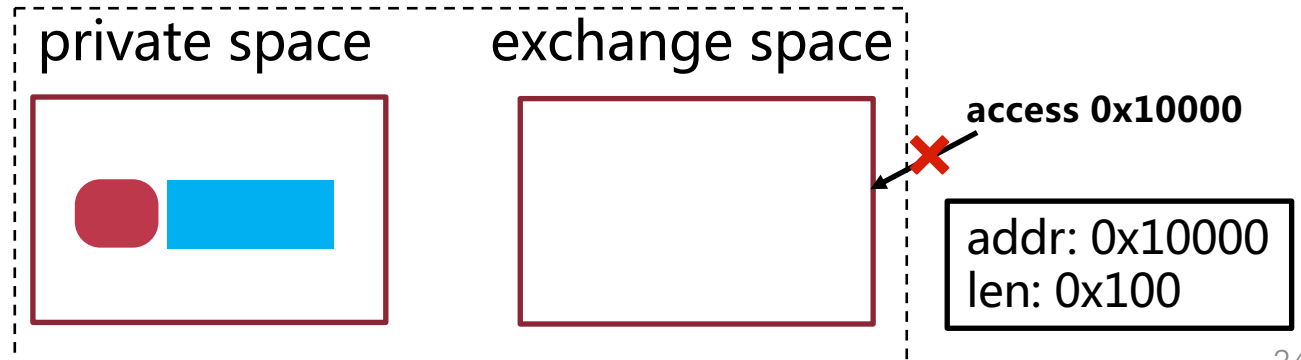 private space
exchange space
access 0x10000
addr: 0x10000
len: 0x100